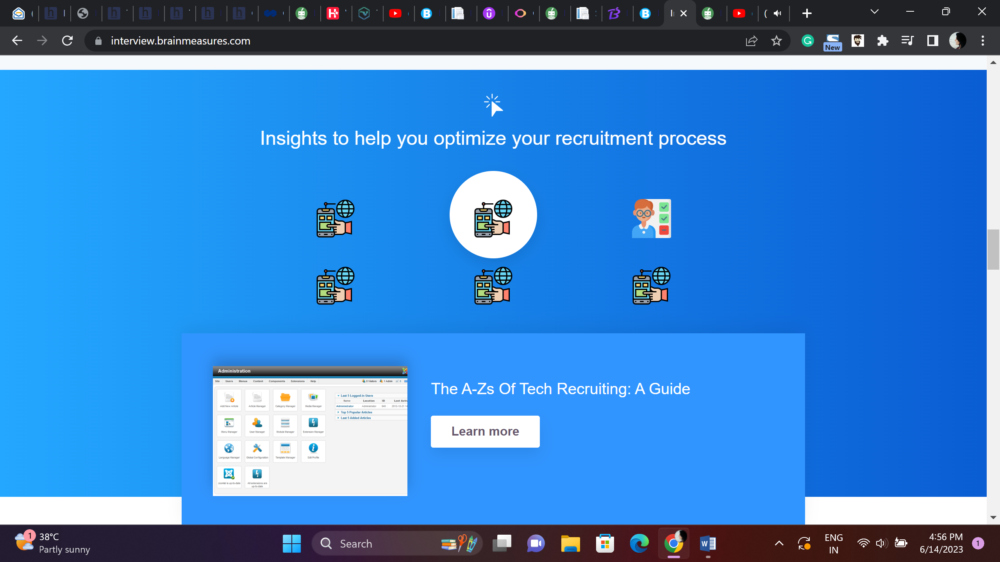 interview.brainmeasures.com
New
Insights to help you optimize your recruitment process
Administration
Site Users Menus Content Components Extensions Help 0 Visitors 1 Admin 0
Last 5 Logged-in Users
Name Location ID Last Activ
Administrator Administrator 840 2012-12-21 14
Top 5 Popular Articles
Last 5 Added Articles
Add New Article Article Manager Category Manager Media Manager
Menu Manager User Manager Module Manager Extension Manager
Language Manager Global Configuration Template Manager Edit Profile
Joomla! is up-to-date All extensions are up-to-date
The A-Zs Of Tech Recruiting: A Guide
Learn more
1
38°C
Partly sunny
Search
ENG
IN
4:56 PM
6/14/2023
1